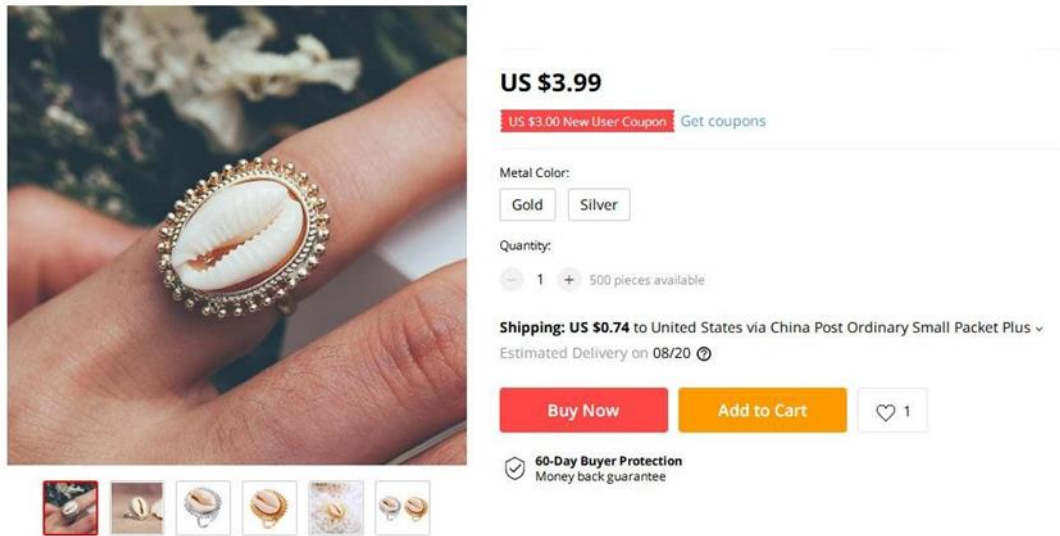 US $3.99
US $3.00 New User Coupon Get coupons
Metal Color:
Gold Silver
Quantity:
− 1 + 500 pieces available
Shipping: US $0.74 to United States via China Post Ordinary Small Packet Plus
Estimated Delivery on 08/20 ?
Buy Now Add to Cart 1
60-Day Buyer Protection
Money back guarantee